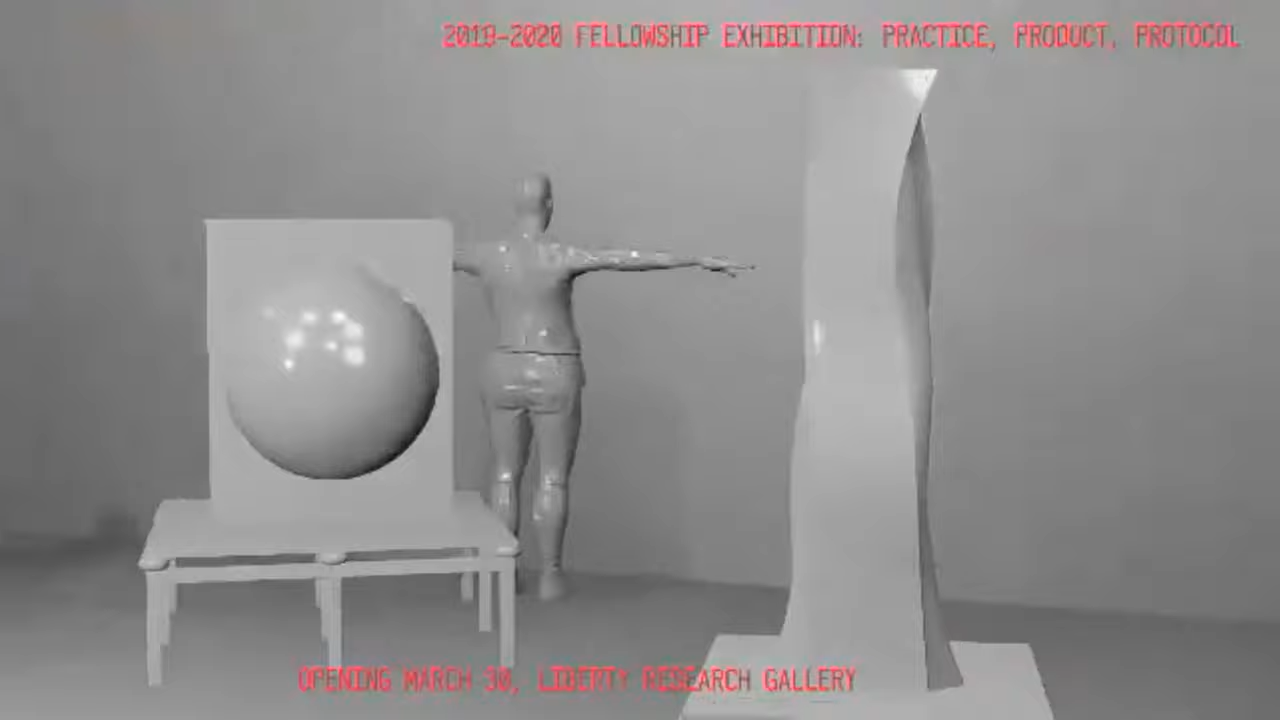 2019-2020 FELLOWSHIP EXHIBITION: PRACTICE, PRODUCT, PROTOCOL
OPENING MARCH 30, LIBERTY RESEARCH GALLERY